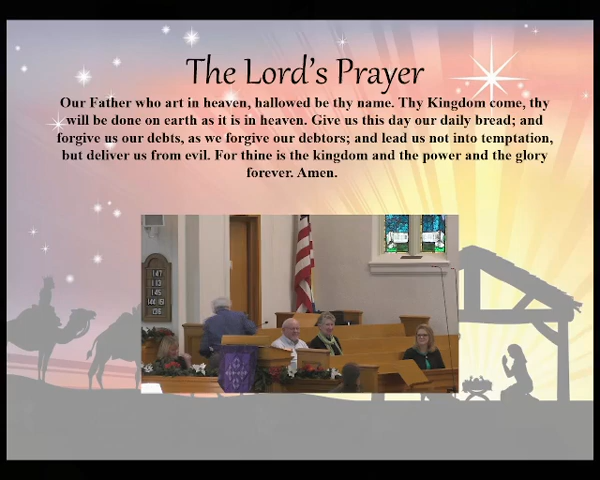 The Lord's Prayer
Our Father who art in heaven, hallowed be thy name. Thy Kingdom come, thy
will be done on earth as it is in heaven. Give us this day our daily bread; and
forgive us our debts, as we forgive our debtors; and lead us not into temptation,
but deliver us from evil. For thine is the kingdom and the power and the glory
forever. Amen.
147
113
145